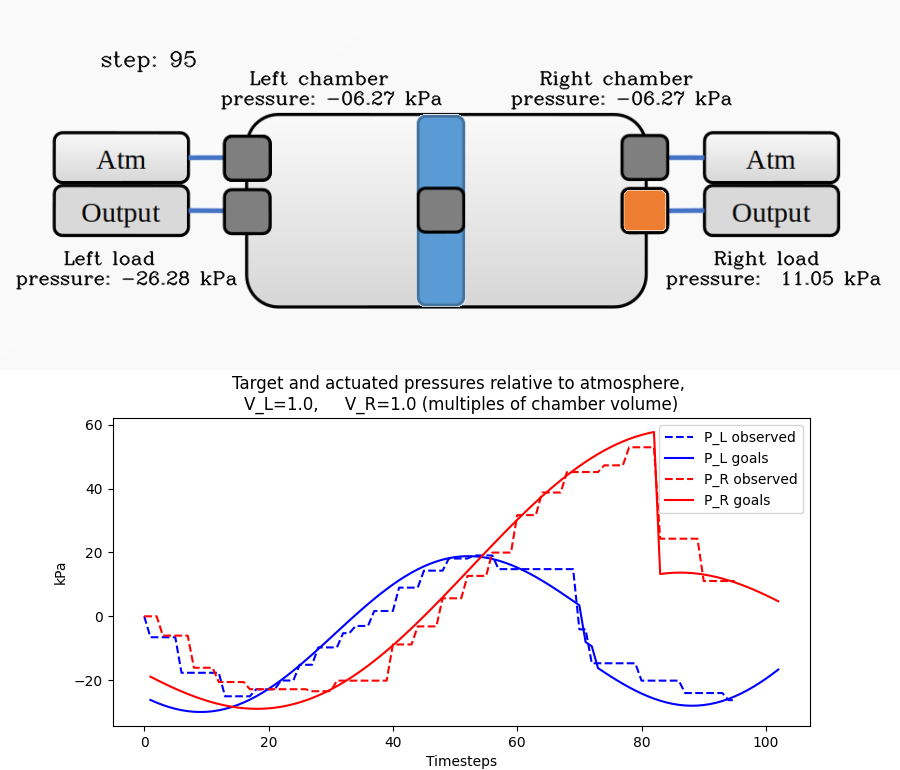 step: 95
Left chamber
pressure: −06.27 kPa
Right chamber
pressure: −06.27 kPa
Atm
Output
Atm
Output
Left load
pressure: −26.28 kPa
Right load
pressure: 11.05 kPa
Target and actuated pressures relative to atmosphere,
V_L=1.0, V_R=1.0 (multiples of chamber volume)
60
40
20
0
−20
kPa
P_L observed
P_L goals
P_R observed
P_R goals
0 20 40 60 80 100
Timesteps